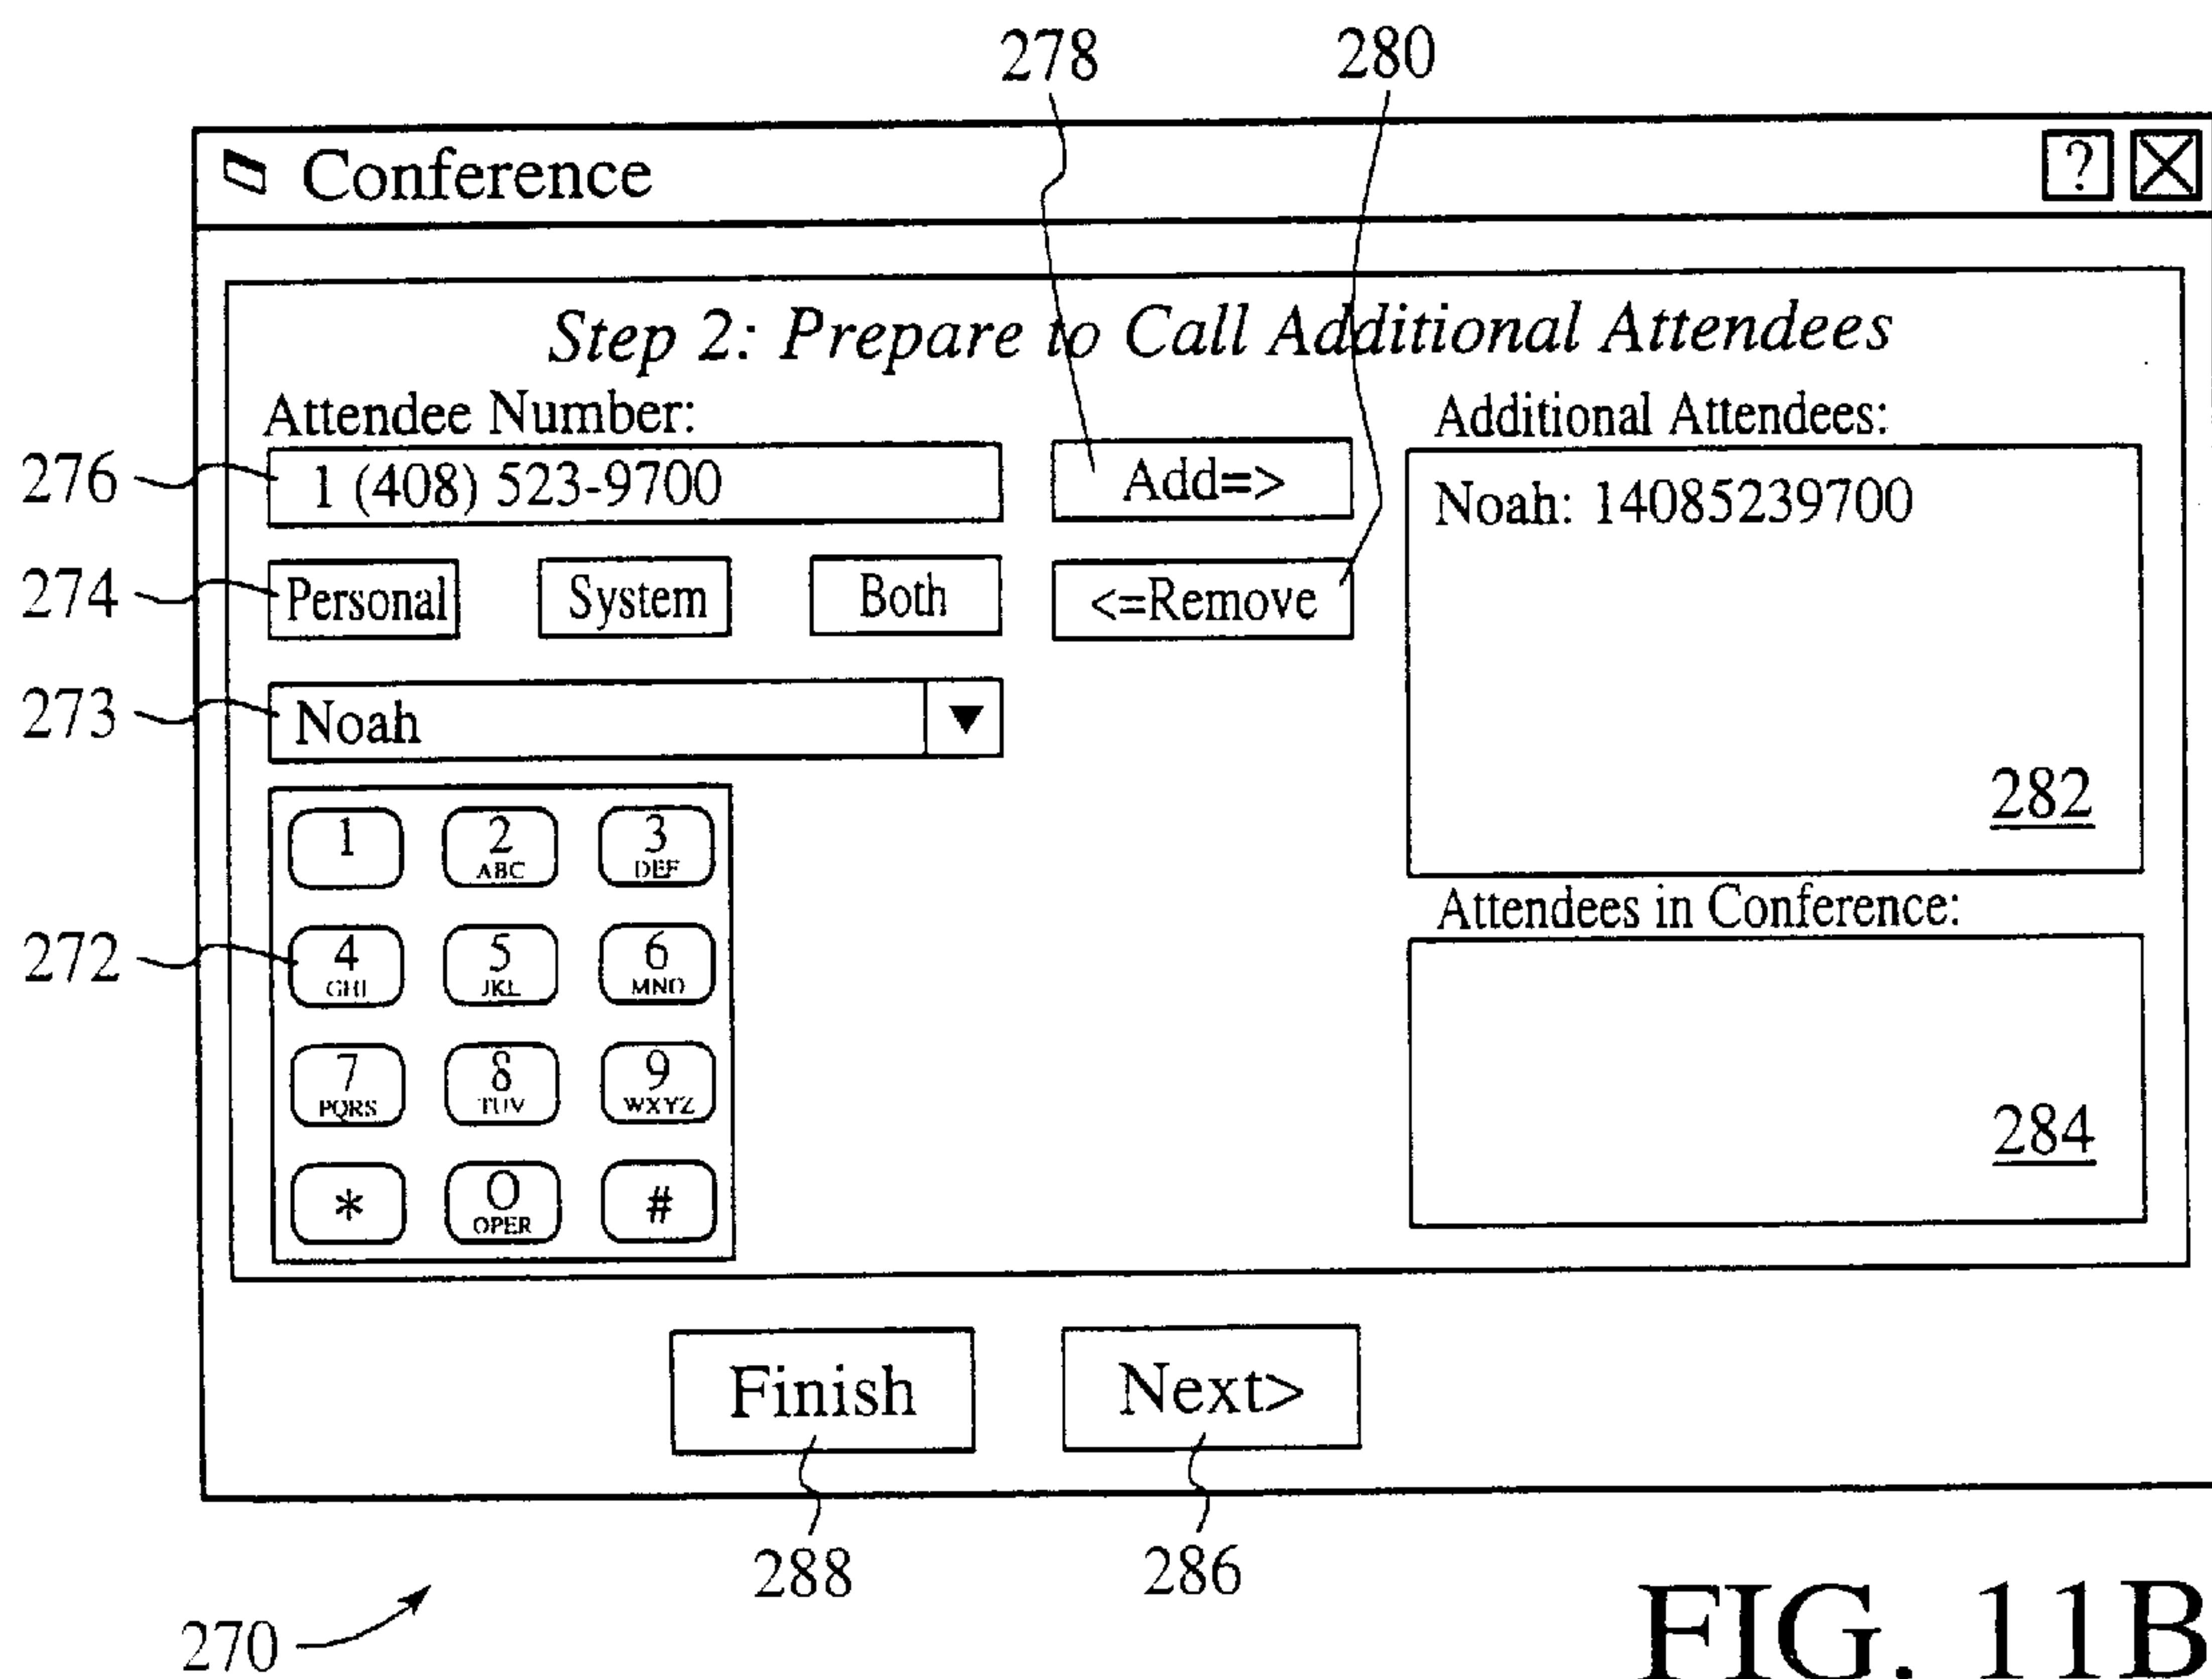 278 280
Conference ?
Step 2: Prepare to Call Additional Attendees
Attendee Number:
276 1 (408) 523-9700
Add=>
274 Personal System Both
<=Remove
273 Noah
Additional Attendees:
Noah: 14085239700
282
272
1 2 3
ABC DEF
4 5 6
GHI JKL MNO
7 8 9
PQRS TUV WXYZ
* 0 #
OPER
Attendees in Conference:
284
Finish Next>
288 286
270
FIG. 11B